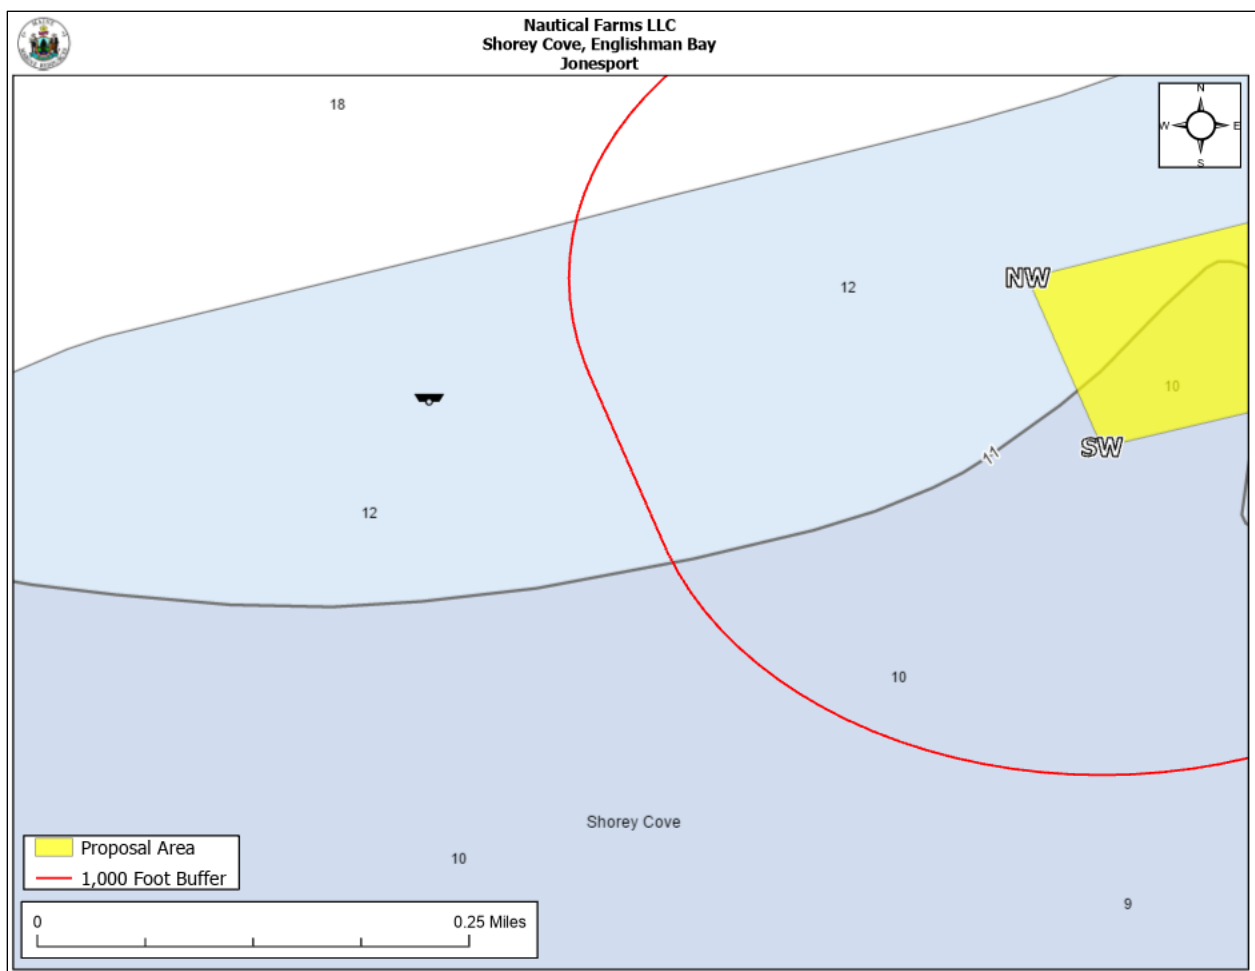 Nautical Farms LLC
Shorey Cove, Englishman Bay
Jonesport
18
N
W E
S
12
NW
10
11
SW
12
10
Shorey Cove
Proposal Area
1,000 Foot Buffer
10
9
0 0.25 Miles